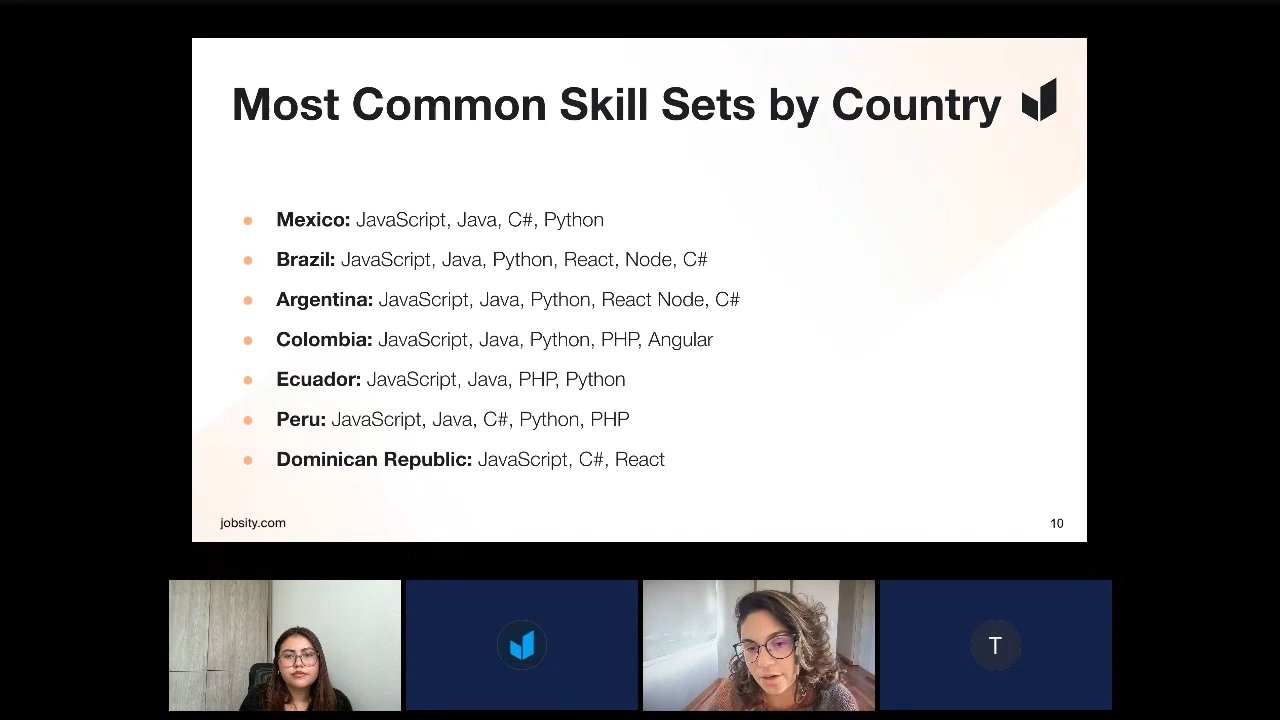 Most Common Skill Sets by Country
Mexico: JavaScript, Java, C#, Python
Brazil: JavaScript, Java, Python, React, Node, C#
Argentina: JavaScript, Java, Python, React Node, C#
Colombia: JavaScript, Java, Python, PHP, Angular
Ecuador: JavaScript, Java, PHP, Python
Peru: JavaScript, Java, C#, Python, PHP
Dominican Republic: JavaScript, C#, React
jobsity.com
10
T